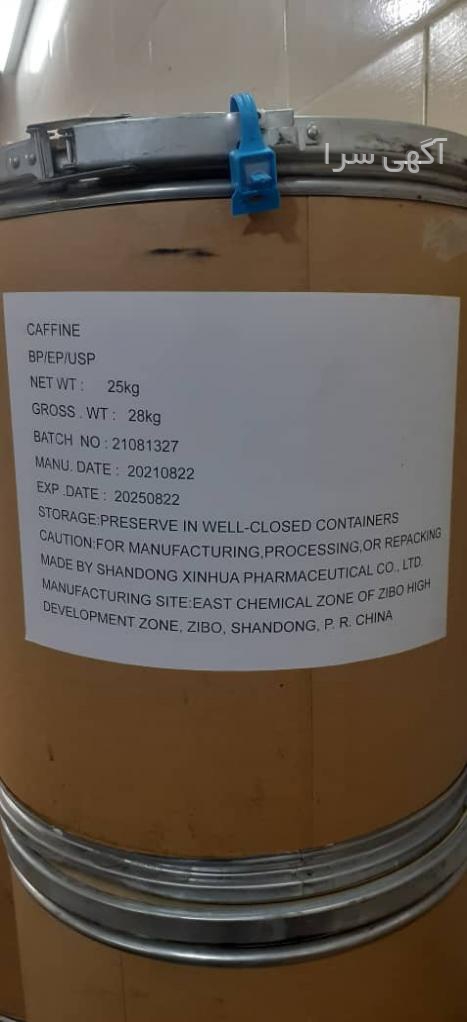 آگهی سرا
CAFFINE
BP/EP/USP
NET WT : 25kg
GROSS . WT : 28kg
BATCH NO : 21081327
MANU. DATE : 20210822
EXP .DATE : 20250822
STORAGE:PRESERVE IN WELL-CLOSED CONTAINERS
CAUTION:FOR MANUFACTURING,PROCESSING,OR REPACKING
MADE BY SHANDONG XINHUA PHARMACEUTICAL CO., LTD.
MANUFACTURING SITE:EAST CHEMICAL ZONE OF ZIBO HIGH
DEVELOPMENT ZONE, ZIBO, SHANDONG, P. R. CHINA